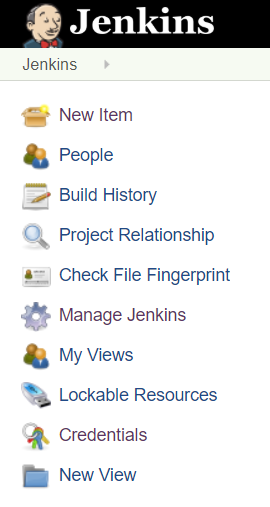 Jenkins
Jenkins
New Item
People
Build History
Project Relationship
Check File Fingerprint
Manage Jenkins
My Views
Lockable Resources
Credentials
New View